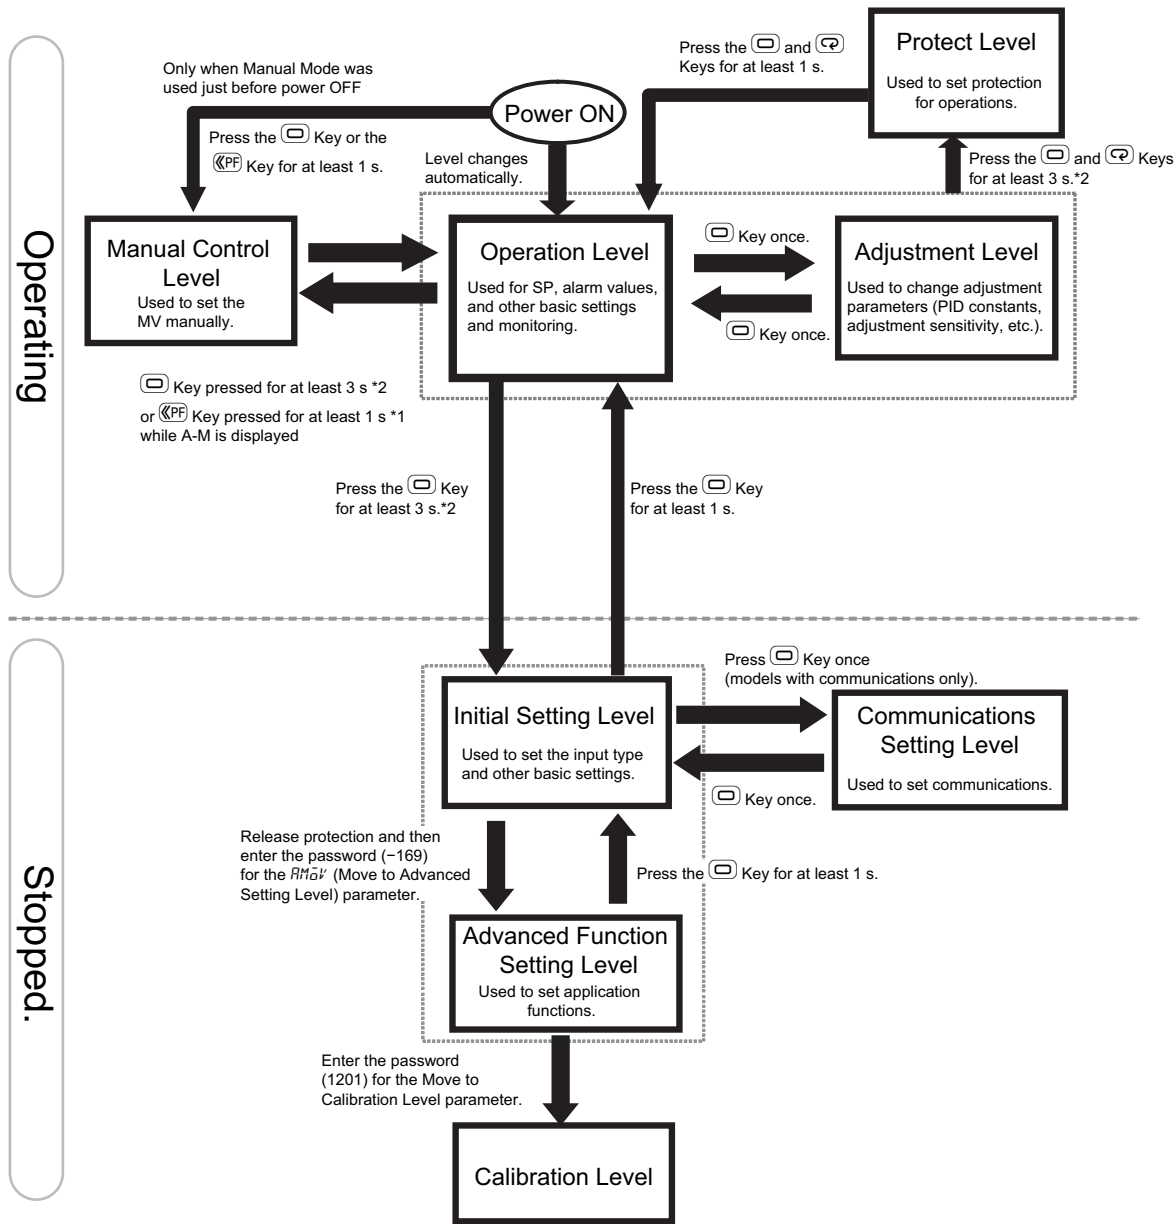 Operating
Only when Manual Mode was
used just before power OFF
Power ON
Press the Key or the
PF Key for at least 1 s.
Level changes
automatically.
Press the and
Keys for at least 1 s.
Protect Level
Used to set protection
for operations.
Press the and Keys
for at least 3 s.*2
Manual Control
Level
Used to set the
MV manually.
Operation Level
Used for SP, alarm values,
and other basic settings
and monitoring.
Key once.
Key once.
Adjustment Level
Used to change adjustment
parameters (PID constants,
adjustment sensitivity, etc.).
Key pressed for at least 3 s *2
or PF Key pressed for at least 1 s *1
while A-M is displayed
Press the Key
for at least 3 s.*2
Press the Key
for at least 1 s.
Stopped.
Initial Setting Level
Used to set the input type
and other basic settings.
Press Key once
(models with communications only).
Key once.
Communications
Setting Level
Used to set communications.
Release protection and then
enter the password (−169)
for the AMoV (Move to Advanced
Setting Level) parameter.
Press the Key for at least 1 s.
Advanced Function
Setting Level
Used to set application
functions.
Enter the password
(1201) for the Move to
Calibration Level parameter.
Calibration Level